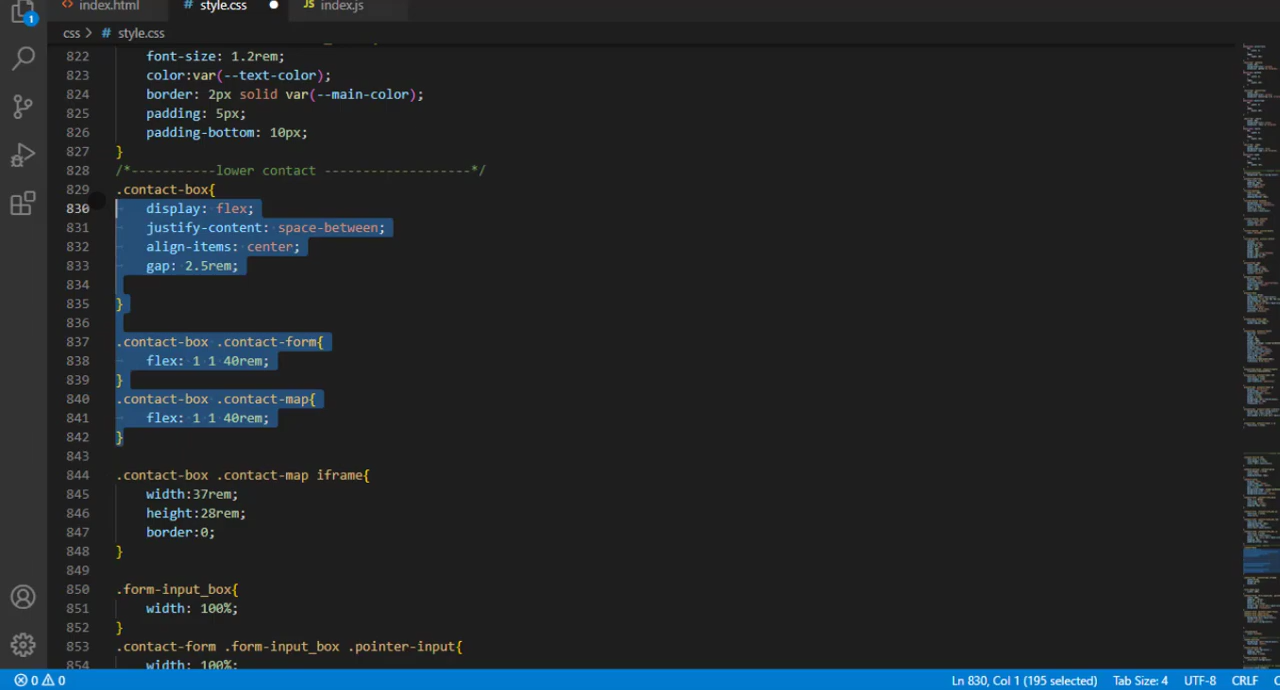 index.html
# style.css
JS index.js
1
css > # style.css
822 font-size: 1.2rem;
823 color:var(--text-color);
824 border: 2px solid var(--main-color);
825 padding: 5px;
826 padding-bottom: 10px;
827 }
828 /*-----------lower contact -------------------*/
829 .contact-box{
830 display: flex;
831 justify-content: space-between;
832 align-items: center;
833 gap: 2.5rem;
834
835 }
836
837 .contact-box .contact-form{
838 flex: 1 1 40rem;
839 }
840 .contact-box .contact-map{
841 flex: 1 1 40rem;
842 }
843
844 .contact-box .contact-map iframe{
845 width:37rem;
846 height:28rem;
847 border:0;
848 }
849
850 .form-input_box{
851 width: 100%;
852 }
853 .contact-form .form-input_box .pointer-input{
854 width: 100%;
0 0 Ln 830, Col 1 (195 selected) Tab Size: 4 UTF-8 CRLF